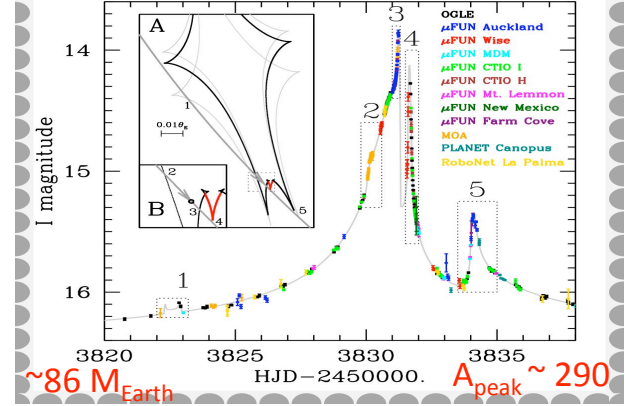 3
14
15
16
I magnitude
A
1
0.01θE
B
2
3
4
5
1
2
4
5
OGLE
μFUN Auckland
μFUN Wise
μFUN MDM
μFUN CTIO I
μFUN CTIO H
μFUN Mt. Lemmon
μFUN New Mexico
μFUN Farm Cove
MOA
PLANET Canopus
RoboNet La Palma
3820 3825 3830 3835
HJD-2450000.
~86 MEarth
Apeak ~ 290